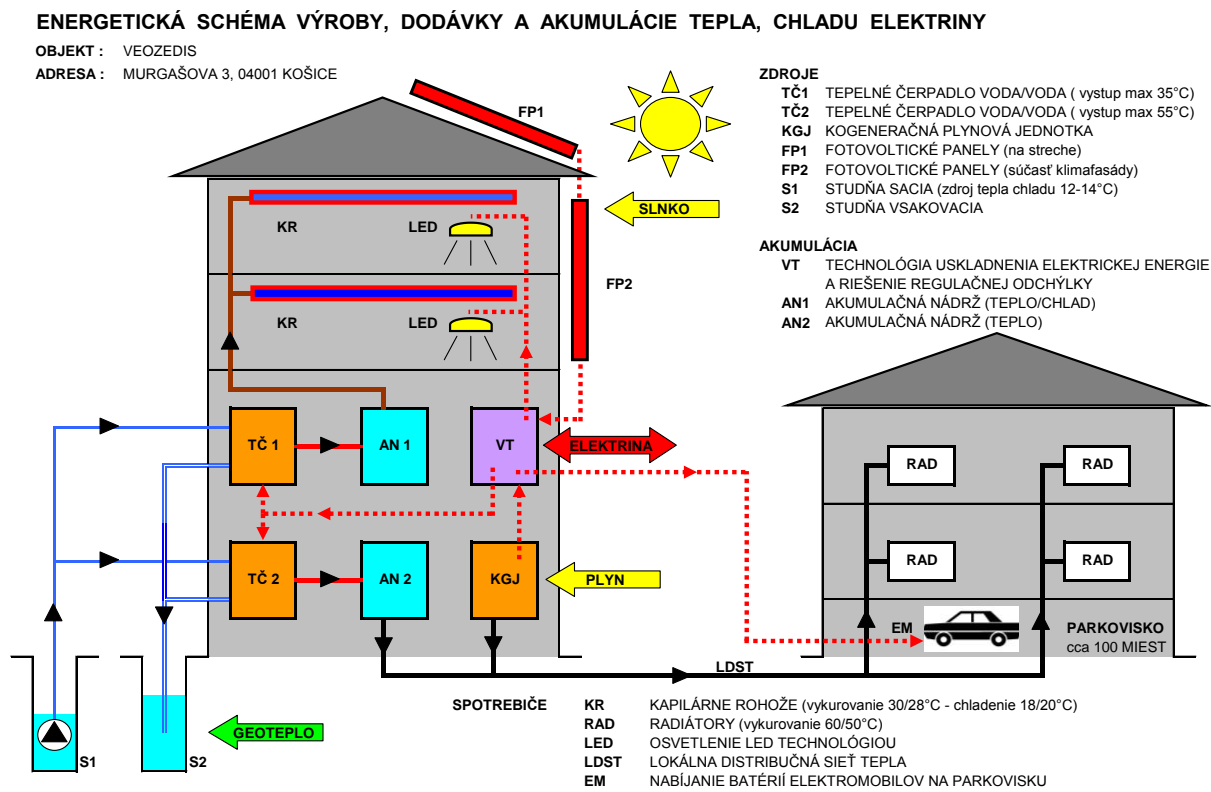 ENERGETICKÁ SCHÉMA VÝROBY, DODÁVKY A AKUMULÁCIE TEPLA, CHLADU ELEKTRINY
OBJEKT : VEOZEDIS
ADRESA : MURGAŠOVA 3, 04001 KOŠICE
ZDROJE
TČ1 TEPELNÉ ČERPADLO VODA/VODA ( vystup max 35°C)
TČ2 TEPELNÉ ČERPADLO VODA/VODA ( vystup max 55°C)
KGJ KOGENERAČNÁ PLYNOVÁ JEDNOTKA
FP1 FOTOVOLTICKÉ PANELY (na streche)
FP2 FOTOVOLTICKÉ PANELY (súčasť klimafasády)
S1 STUDŇA SACIA (zdroj tepla chladu 12-14°C)
S2 STUDŇA VSAKOVACIA
AKUMULÁCIA
VT TECHNOLÓGIA USKLADNENIA ELEKTRICKEJ ENERGIE
A RIEŠENIE REGULAČNEJ ODCHÝLKY
AN1 AKUMULAČNÁ NÁDRŽ (TEPLO/CHLAD)
AN2 AKUMULAČNÁ NÁDRŽ (TEPLO)
FP1
SLNKO
KR LED
FP2
KR LED
TČ 1 AN 1 VT ELEKTRINA
TČ 2 AN 2 KGJ PLYN
RAD RAD
RAD RAD
EM PARKOVISKO
cca 100 MIEST
LDST
GEOTEPLO
S1 S2
SPOTREBIČE KR KAPILÁRNE ROHOŽE (vykurovanie 30/28°C - chladenie 18/20°C)
RAD RADIÁTORY (vykurovanie 60/50°C)
LED OSVETLENIE LED TECHNOLÓGIOU
LDST LOKÁLNA DISTRIBUČNÁ SIEŤ TEPLA
EM NABÍJANIE BATÉRIÍ ELEKTROMOBILOV NA PARKOVISKU